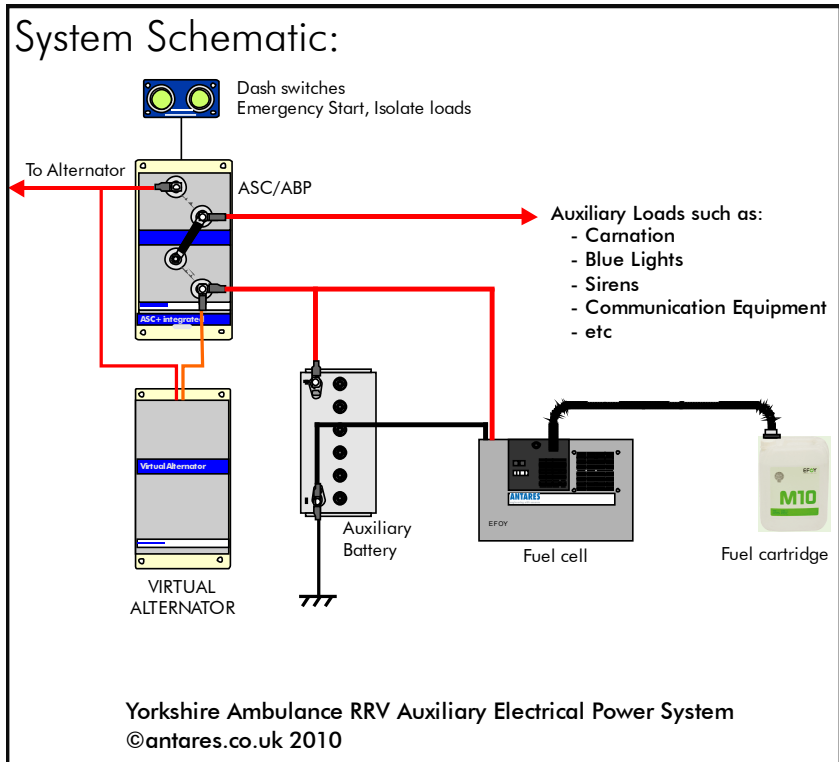 System Schematic:
Dash switches
Emergency Start, Isolate loads
To Alternator
ASC/ABP
Auxiliary Loads such as:
- Carnation
- Blue Lights
- Sirens
- Communication Equipment
- etc
ASC+ integrated
Virtual Alternator
VIRTUAL
ALTERNATOR
Auxiliary
Battery
ANTARES
EFOY
Fuel cell
EFOY
M10
Fuel cartridge
Yorkshire Ambulance RRV Auxiliary Electrical Power System
©antares.co.uk 2010